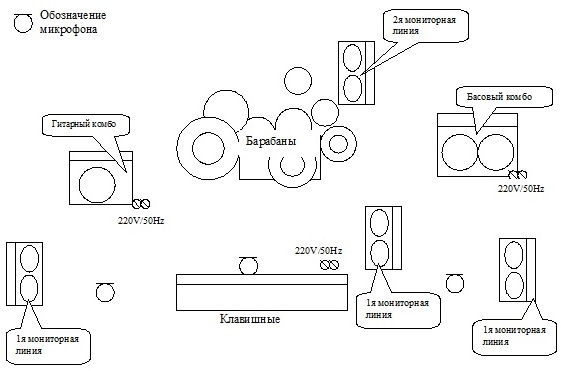 Обозначение
микрофона
2я мониторная
линия
Басовый комбо
Гитарный комбо
Барабаны
220V/50Hz
220V/50Hz
220V/50Hz
Клавишные
1я мониторная
линия
1я мониторная
линия
1я мониторная
линия